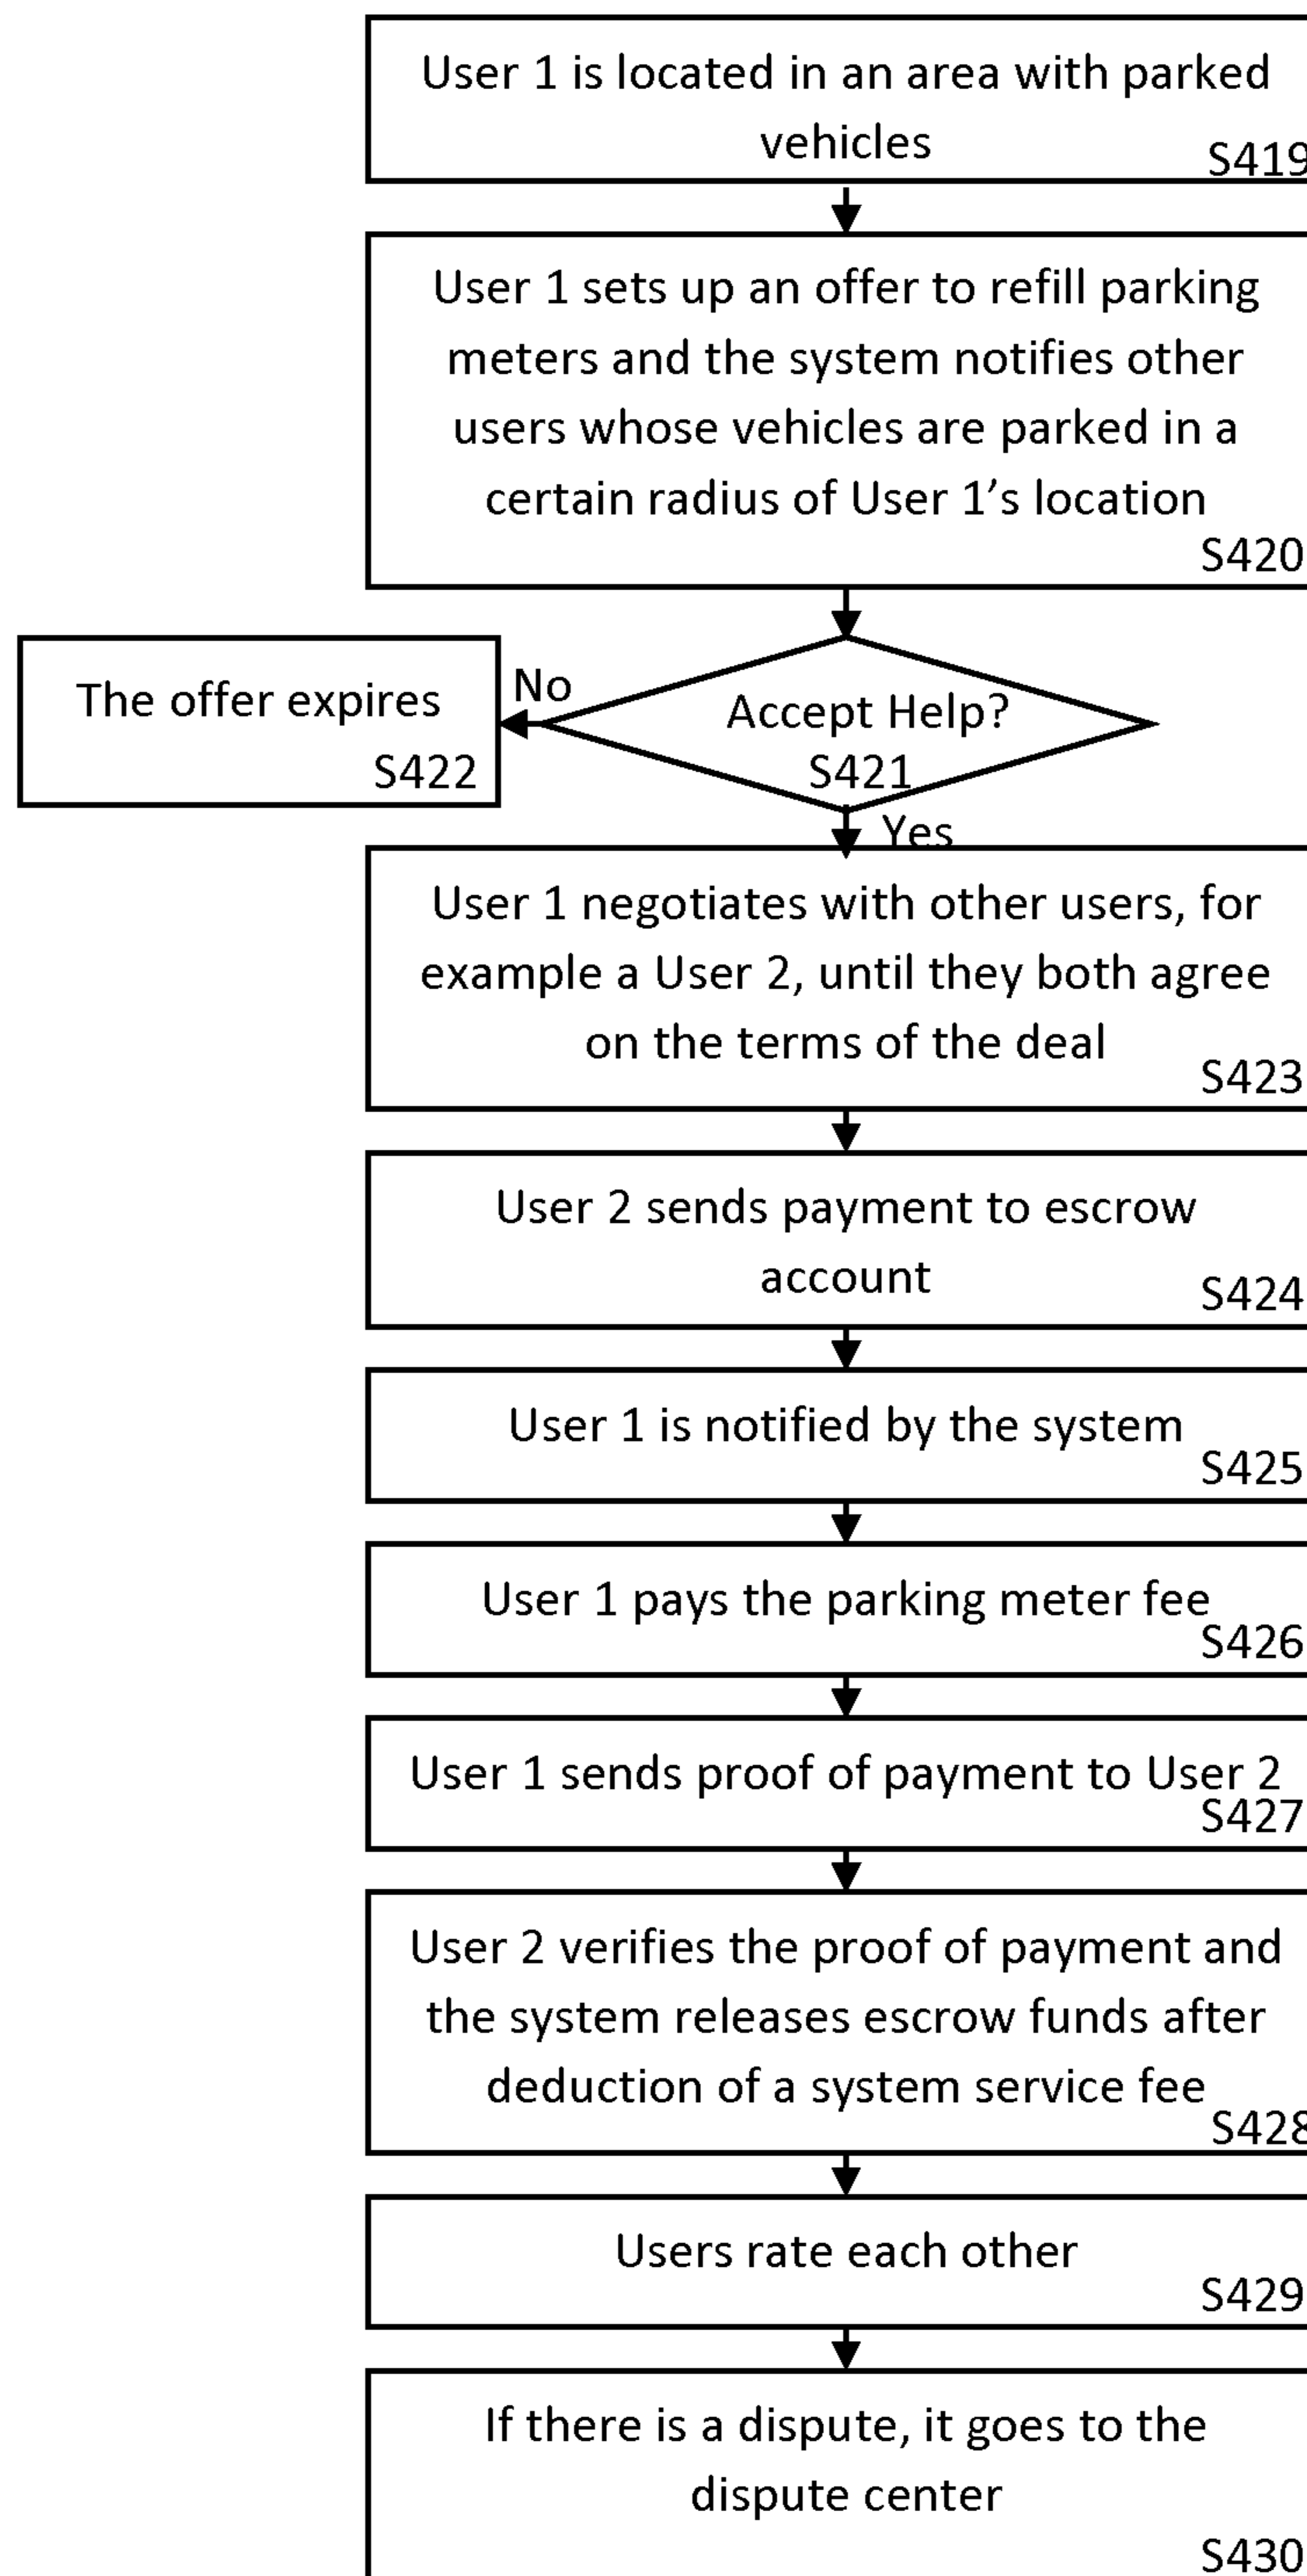 User 1 is located in an area with parked
vehicles
S419
User 1 sets up an offer to refill parking
meters and the system notifies other
users whose vehicles are parked in a
certain radius of User 1’s location
S420
The offer expires
S422
No
Accept Help?
S421
Yes
User 1 negotiates with other users, for
example a User 2, until they both agree
on the terms of the deal
S423
User 2 sends payment to escrow
account
S424
User 1 is notified by the system
S425
User 1 pays the parking meter fee
S426
User 1 sends proof of payment to User 2
S427
User 2 verifies the proof of payment and
the system releases escrow funds after
deduction of a system service fee
S428
Users rate each other
S429
If there is a dispute, it goes to the
dispute center
S430